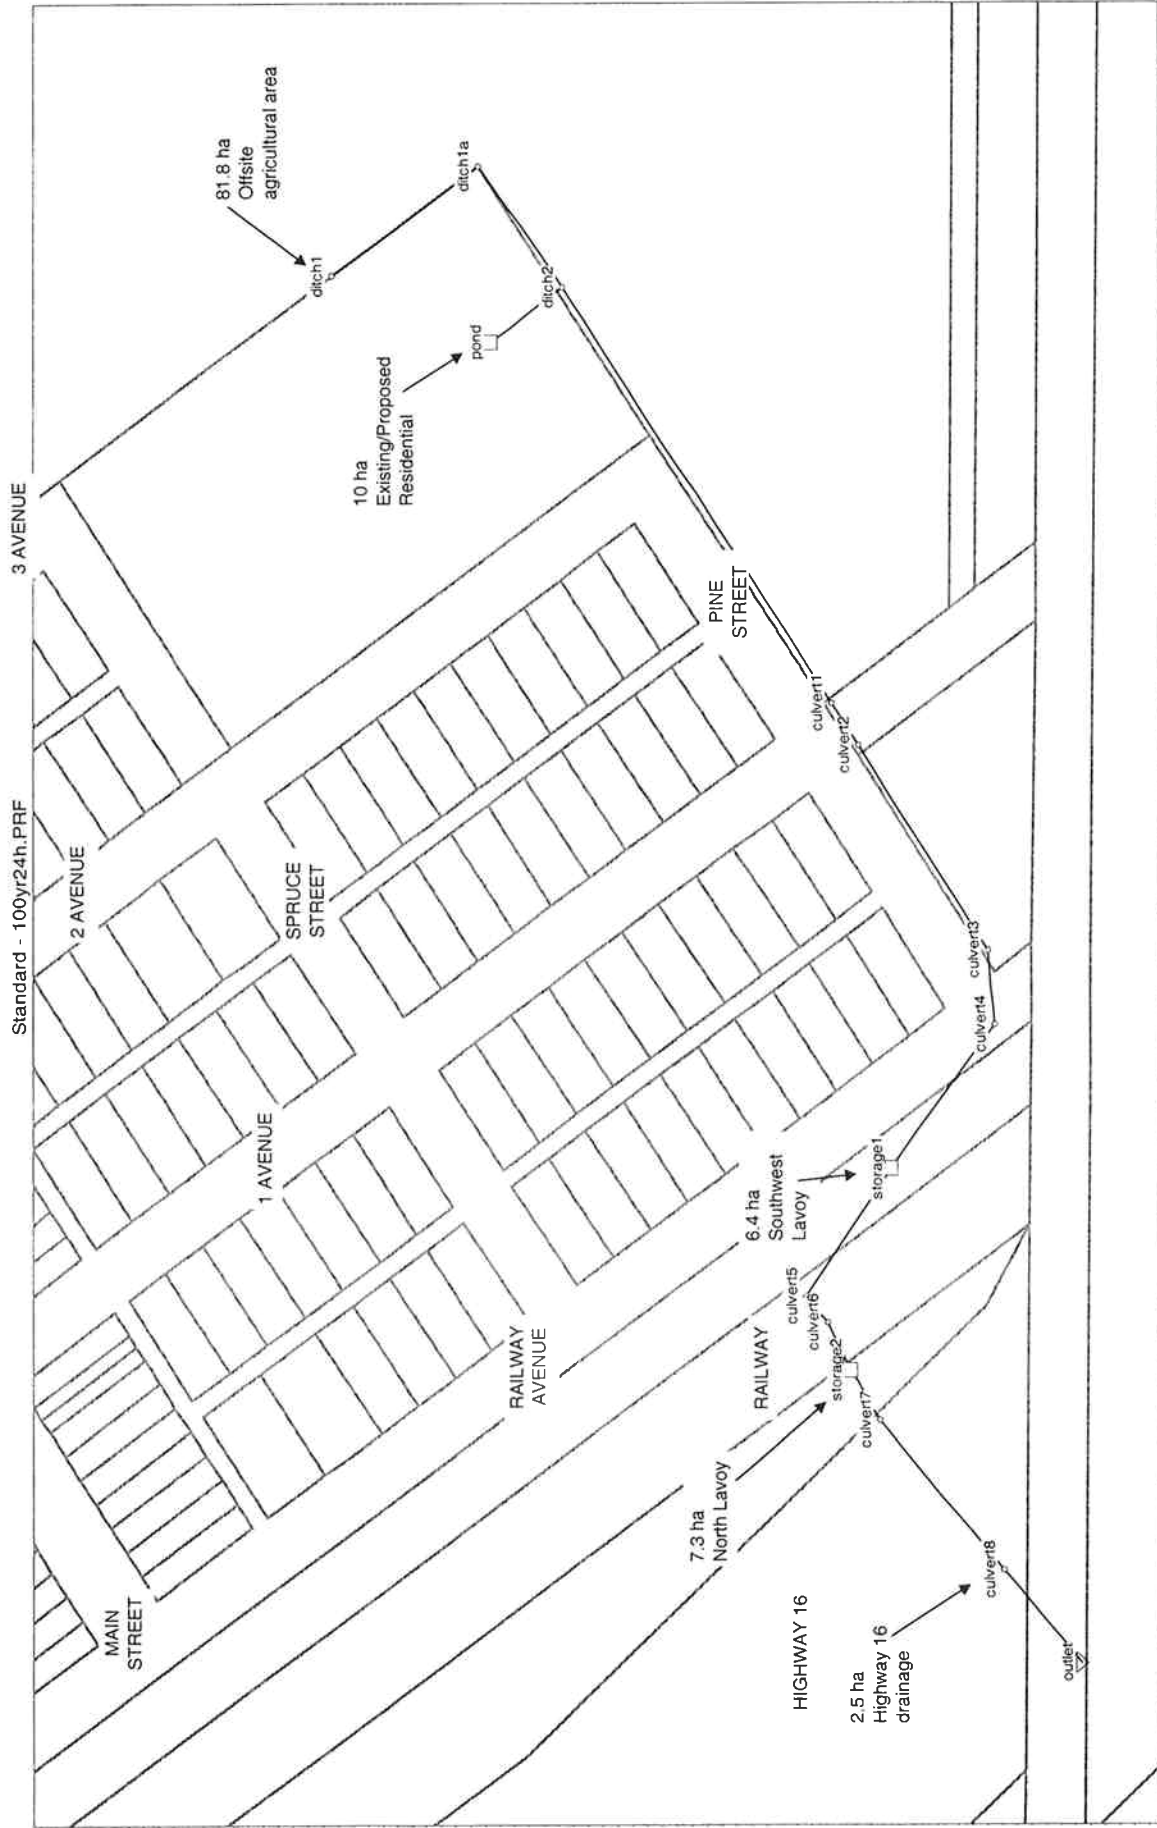 Standard - 100yr24h.PRF
3 AVENUE
2 AVENUE
1 AVENUE
SPRUCE
STREET
MAIN
STREET
RAILWAY
AVENUE
PINE
STREET
RAILWAY
HIGHWAY 16
81.8 ha
Offsite
agricultural area
ditch1
ditch1a
ditch2
pond
10 ha
Existing/Proposed
Residential
culvert1
culvert2
culvert3
culvert4
storage1
6.4 ha
Southwest
Lavoy
culvert5
culvert6
storage2
culvert7
7.3 ha
North Lavoy
culvert8
2.5 ha
Highway 16
drainage
outlet